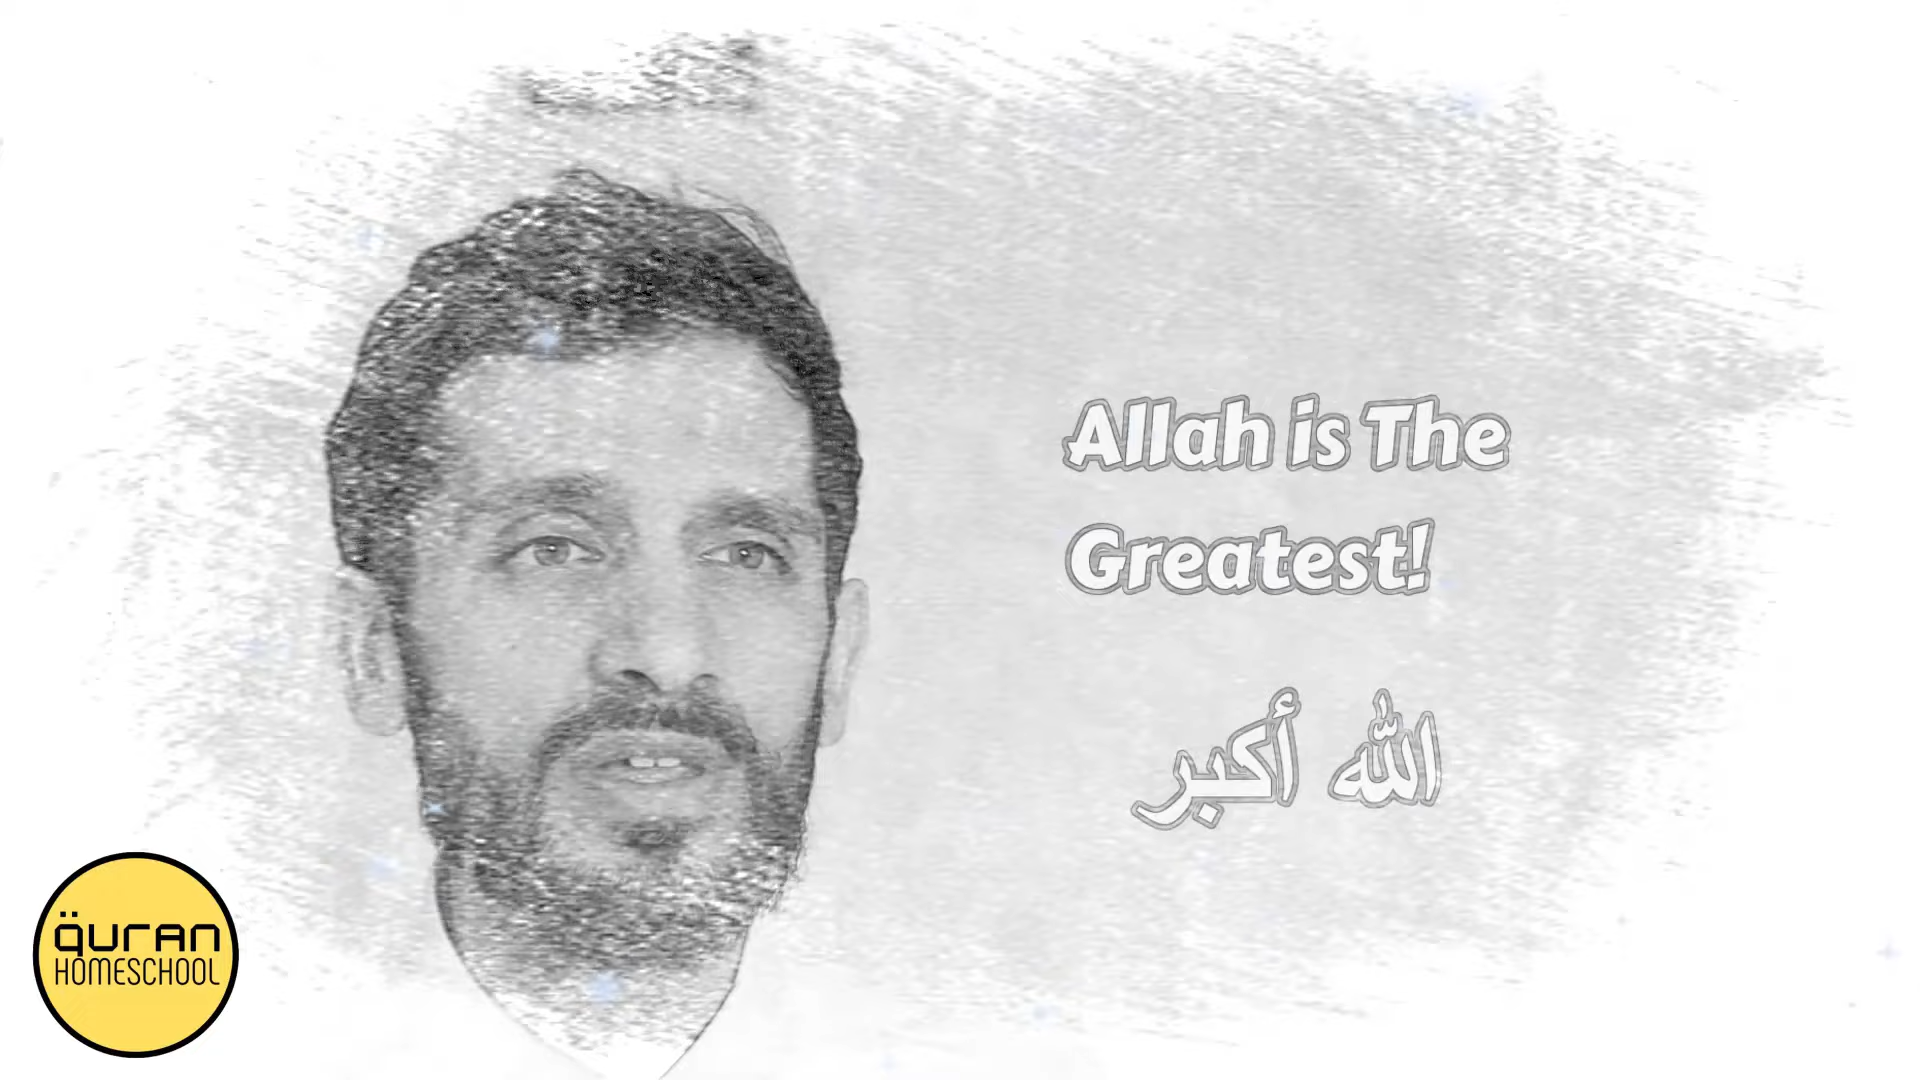 Allah is The
Greatest!
الله أكبر
quran
HOMESCHOOL